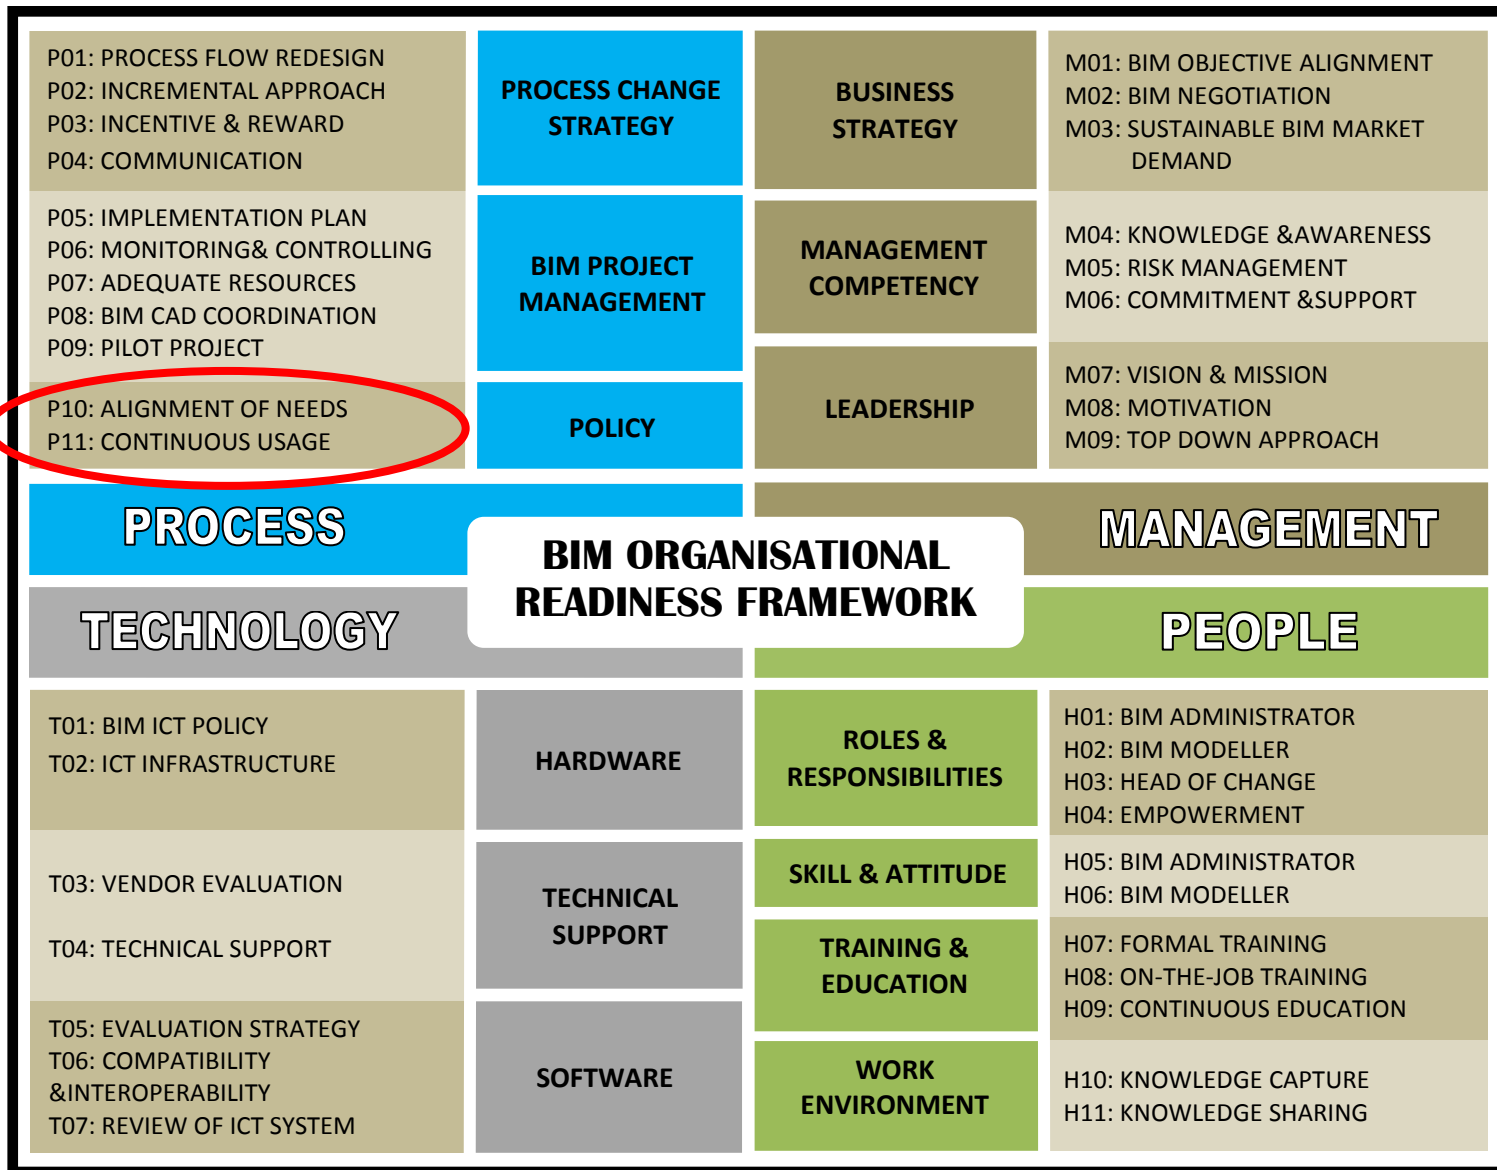 P01: PROCESS FLOW REDESIGN
P02: INCREMENTAL APPROACH
P03: INCENTIVE & REWARD
P04: COMMUNICATION
PROCESS CHANGE
STRATEGY
BUSINESS
STRATEGY
M01: BIM OBJECTIVE ALIGNMENT
M02: BIM NEGOTIATION
M03: SUSTAINABLE BIM MARKET
DEMAND
P05: IMPLEMENTATION PLAN
P06: MONITORING& CONTROLLING
P07: ADEQUATE RESOURCES
P08: BIM CAD COORDINATION
P09: PILOT PROJECT
BIM PROJECT
MANAGEMENT
MANAGEMENT
COMPETENCY
M04: KNOWLEDGE &AWARENESS
M05: RISK MANAGEMENT
M06: COMMITMENT &SUPPORT
P10: ALIGNMENT OF NEEDS
P11: CONTINUOUS USAGE
POLICY
LEADERSHIP
M07: VISION & MISSION
M08: MOTIVATION
M09: TOP DOWN APPROACH
PROCESS
MANAGEMENT
BIM ORGANISATIONAL
READINESS FRAMEWORK
TECHNOLOGY
PEOPLE
T01: BIM ICT POLICY
T02: ICT INFRASTRUCTURE
HARDWARE
ROLES &
RESPONSIBILITIES
H01: BIM ADMINISTRATOR
H02: BIM MODELLER
H03: HEAD OF CHANGE
H04: EMPOWERMENT
T03: VENDOR EVALUATION
T04: TECHNICAL SUPPORT
TECHNICAL
SUPPORT
SKILL & ATTITUDE
H05: BIM ADMINISTRATOR
H06: BIM MODELLER
TRAINING &
EDUCATION
H07: FORMAL TRAINING
H08: ON-THE-JOB TRAINING
H09: CONTINUOUS EDUCATION
T05: EVALUATION STRATEGY
T06: COMPATIBILITY
&INTEROPERABILITY
T07: REVIEW OF ICT SYSTEM
SOFTWARE
WORK
ENVIRONMENT
H10: KNOWLEDGE CAPTURE
H11: KNOWLEDGE SHARING